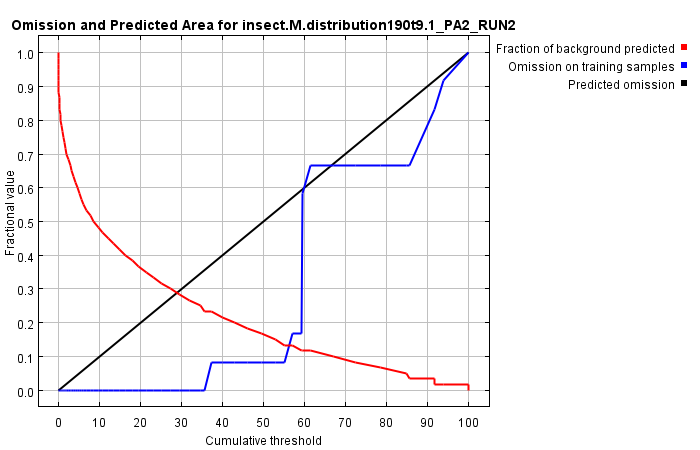 Omission and Predicted Area for insect.M.distribution190t9.1_PA2_RUN2
Fraction of background predicted
Omission on training samples
Predicted omission
Fractional value
1.0
0.9
0.8
0.7
0.6
0.5
0.4
0.3
0.2
0.1
0.0
0 10 20 30 40 50 60 70 80 90 100
Cumulative threshold